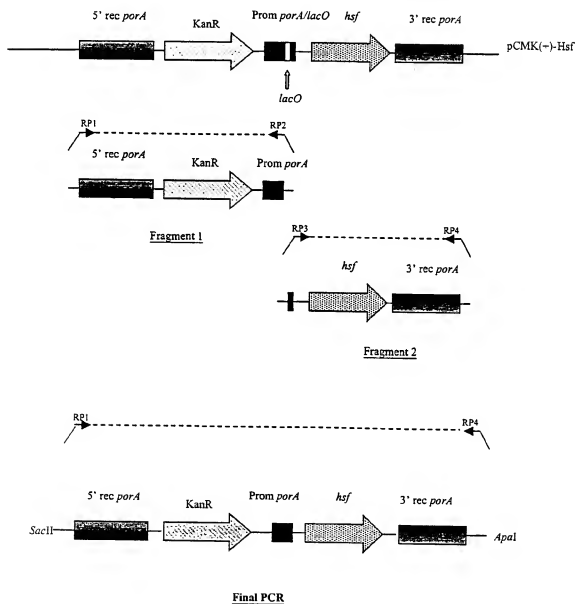 5' rec porA KanR Prom porA/lacO hsf 3' rec porA
pCMK(+)-Hsf
lacO
RP1 RP2
5' rec porA KanR Prom porA
Fragment 1
RP3 RP4
hsf 3' rec porA
Fragment 2
RP1 RP4
5' rec porA KanR Prom porA hsf 3' rec porA
SacII ApaI
Final PCR